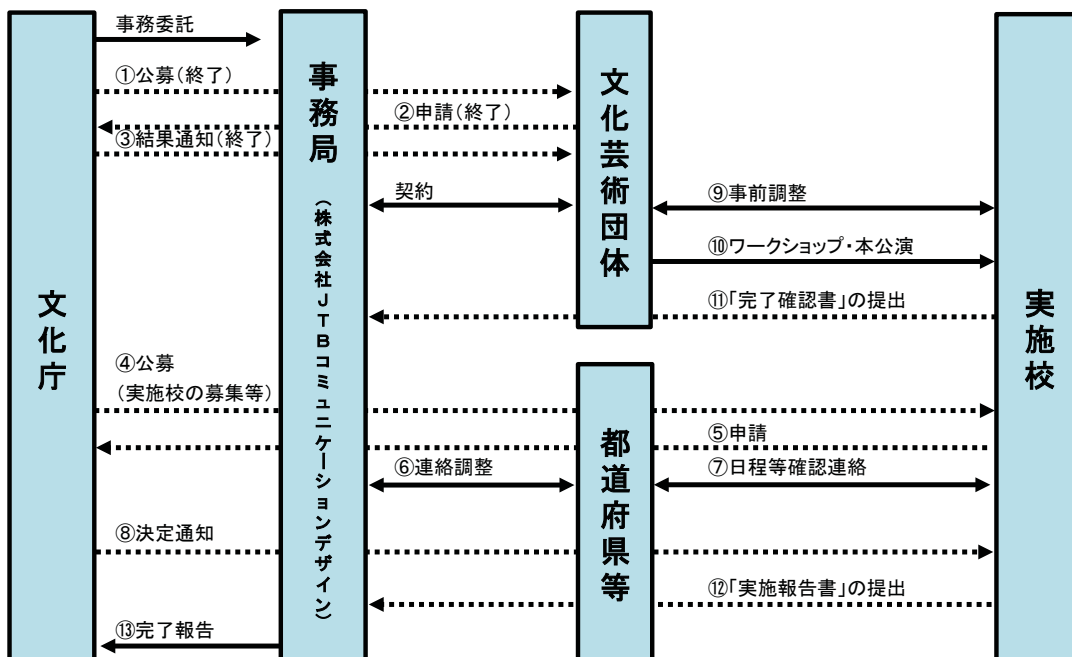 事務委託
①公募(終了)
②申請(終了)
③結果通知(終了)
契約
⑨事前調整
⑩ワークショップ・本公演
⑪「完了確認書」の提出
④公募
(実施校の募集等)
⑤申請
⑥連絡調整
⑦日程等確認連絡
⑧決定通知
⑫「実施報告書」の提出
⑬完了報告
文化庁
事務局(株式会社JTBコミュニケーションデザイン)
文化芸術団体
都道府県等
実施校